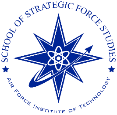 SCHOOL OF STRATEGIC FORCE STUDIES
AIR FORCE INSTITUTE OF TECHNOLOGY